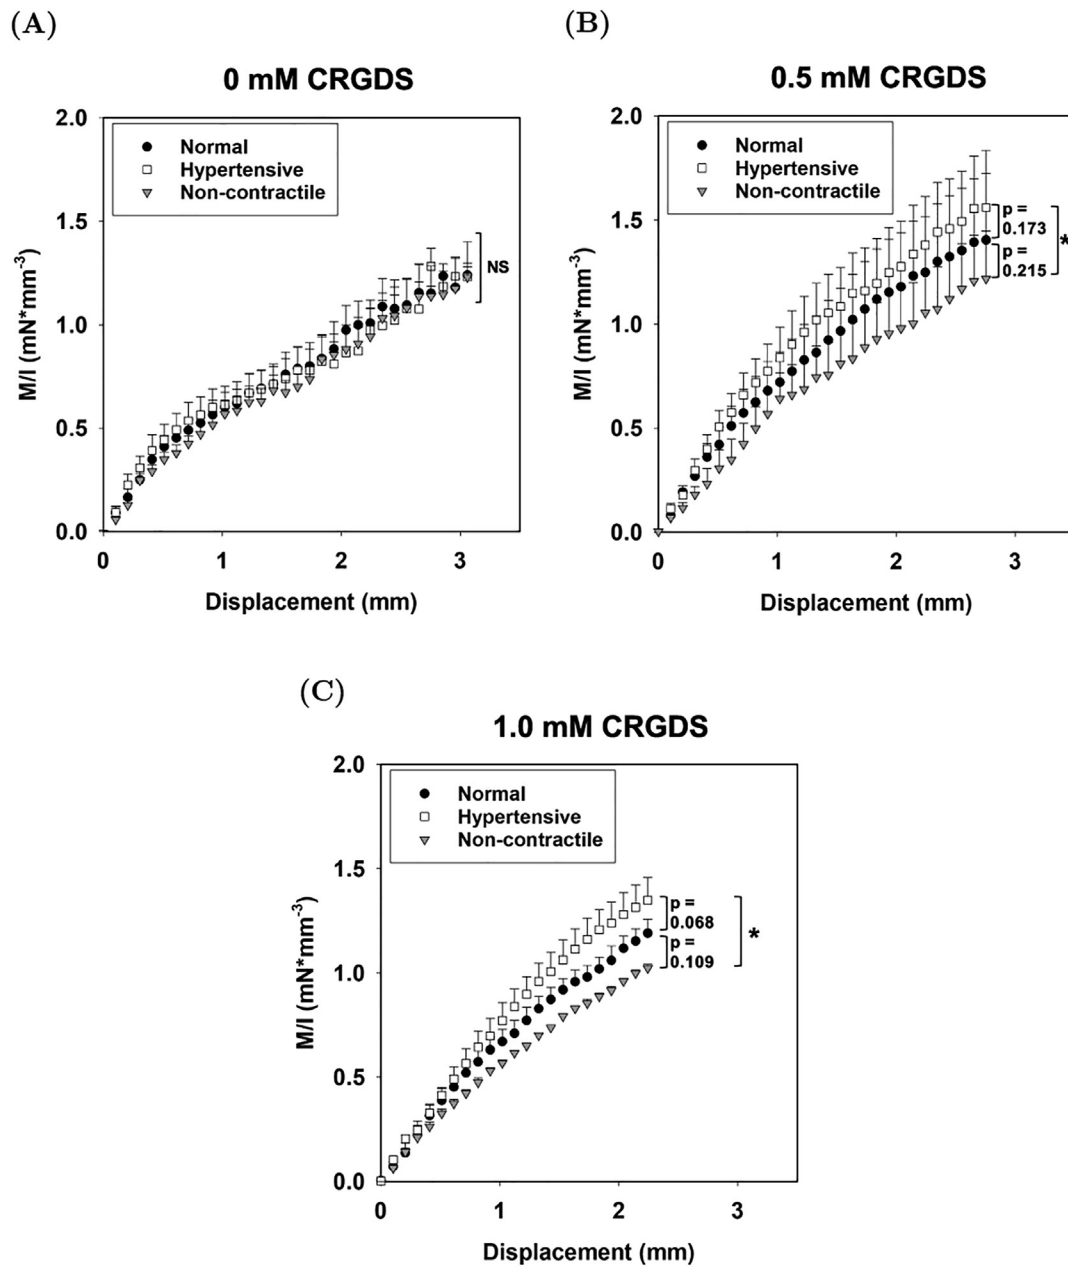 (A)
0 mM CRGDS
Normal
Hypertensive
Non-contractile
NS
M/I (mN*mm-3)
2.0
1.5
1.0
0.5
0.0
0 1 2 3
Displacement (mm)
(B)
0.5 mM CRGDS
Normal
Hypertensive
Non-contractile
p =
0.173
p =
0.215
*
M/I (mN*mm-3)
2.0
1.5
1.0
0.5
0.0
0 1 2 3
Displacement (mm)
(C)
1.0 mM CRGDS
Normal
Hypertensive
Non-contractile
p =
0.068
p =
0.109
*
M/I (mN*mm-3)
2.0
1.5
1.0
0.5
0.0
0 1 2 3
Displacement (mm)